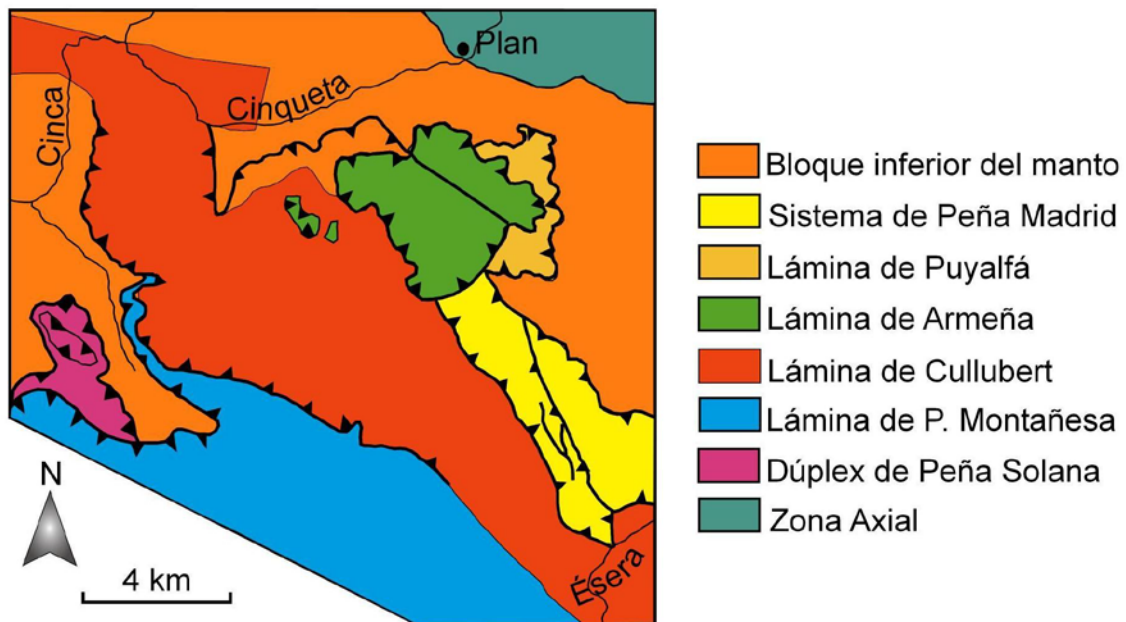 Plan
Cinqueta
Cinca
N
4 km
Ésera
Bloque inferior del manto
Sistema de Peña Madrid
Lámina de Puyalfá
Lámina de Armeña
Lámina de Cullubert
Lámina de P. Montañesa
Dúplex de Peña Solana
Zona Axial